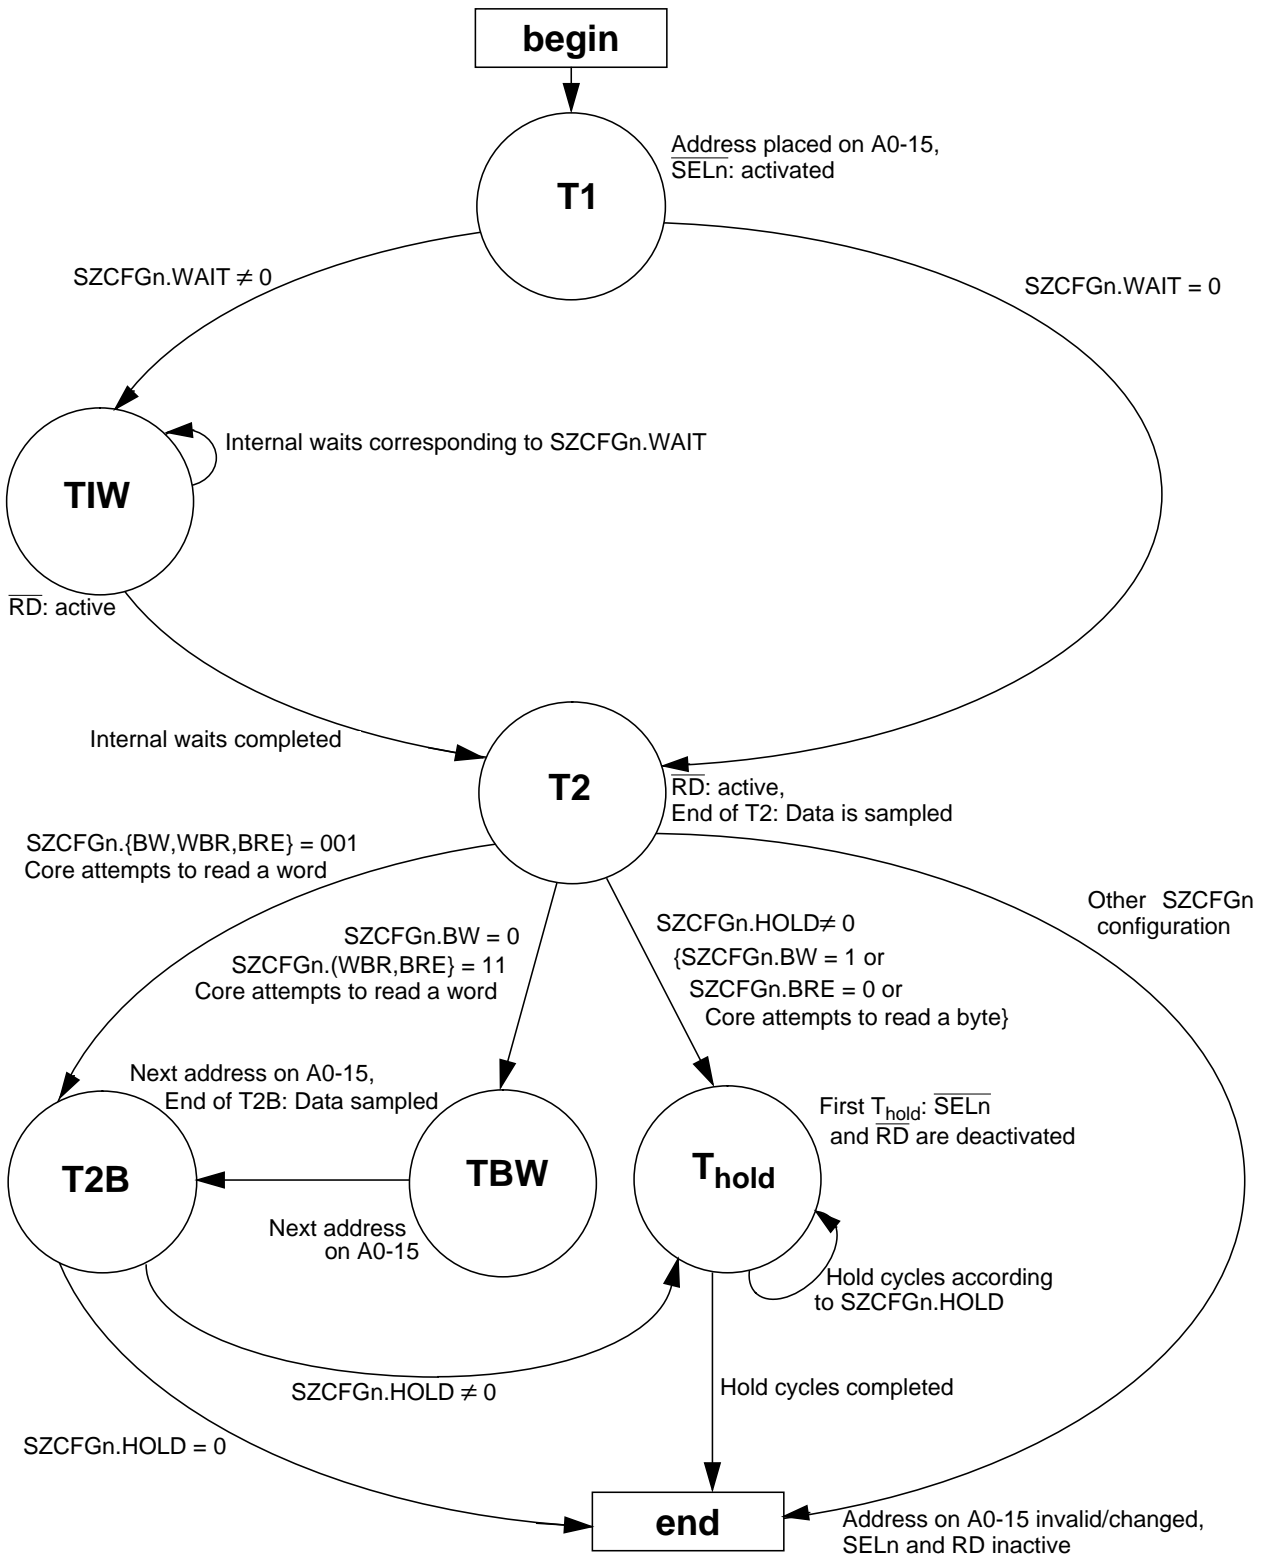 begin
T1
Address placed on A0-15,
SELn: activated
SZCFGn.WAIT ≠ 0
SZCFGn.WAIT = 0
Internal waits corresponding to SZCFGn.WAIT
TIW
RD: active
Internal waits completed
T2
RD: active,
End of T2: Data is sampled
SZCFGn.{BW,WBR,BRE} = 001
Core attempts to read a word
SZCFGn.BW = 0
SZCFGn.(WBR,BRE} = 11
Core attempts to read a word
SZCFGn.HOLD≠ 0
{SZCFGn.BW = 1 or
SZCFGn.BRE = 0 or
Core attempts to read a byte}
Other SZCFGn
configuration
Next address on A0-15,
End of T2B: Data sampled
T2B
TBW
Thold
First Thold: SELn
and RD are deactivated
Next address
on A0-15
Hold cycles according
to SZCFGn.HOLD
SZCFGn.HOLD ≠ 0
Hold cycles completed
SZCFGn.HOLD = 0
end
Address on A0-15 invalid/changed,
SELn and RD inactive